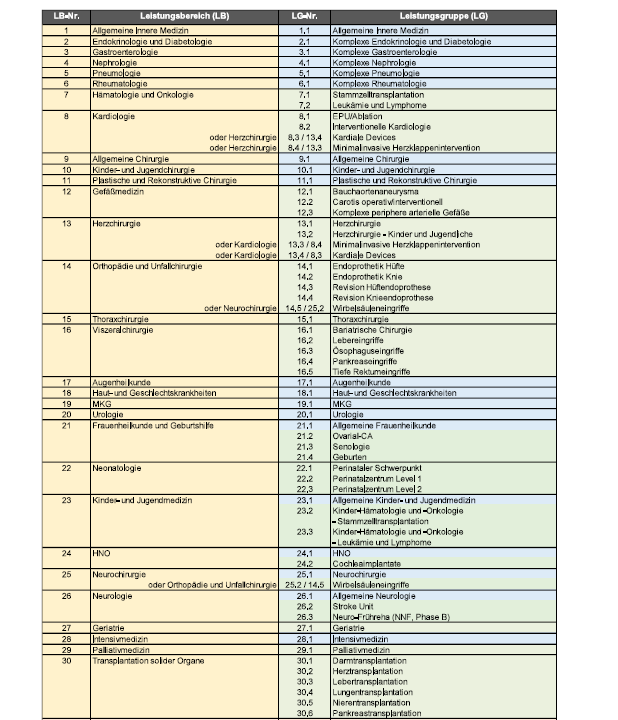 LB-Nr. Leistungsbereich (LB) LG-Nr. Leistungsgruppe (LG)
1 Allgemeine Innere Medizin 1.1 Allgemeine Innere Medizin
2 Endokrinologie und Diabetologie 2.1 Komplexe Endokrinologie und Diabetologie
3 Gastroenterologie 3.1 Komplexe Gastroenterologie
4 Nephrologie 4.1 Komplexe Nephrologie
5 Pneumologie 5.1 Komplexe Pneumologie
6 Rheumatologie 6.1 Komplexe Rheumatologie
7 Hämatologie und Onkologie 7.1 Stammzelltransplantation
7.2 Leukämie und Lymphome
8 Kardiologie 8.1 EPU/Ablation
8.2 Interventionelle Kardiologie
oder Herzchirurgie 8.3 / 13.4 Kardiale Devices
oder Herzchirurgie 8.4 / 13.3 Minimalinvasive Herzklappenintervention
9 Allgemeine Chirurgie 9.1 Allgemeine Chirurgie
10 Kinder- und Jugendchirurgie 10.1 Kinder- und Jugendchirurgie
11 Plastische und Rekonstruktive Chirurgie 11.1 Plastische und Rekonstruktive Chirurgie
12 Gefäßmedizin 12.1 Bauchaortenaneurysma
12.2 Carotis operativ/interventionell
12.3 Komplexe periphere arterielle Gefäße
13 Herzchirurgie 13.1 Herzchirurgie
13.2 Herzchirurgie - Kinder und Jugendliche
oder Kardiologie 13.3 / 8.4 Minimalinvasive Herzklappenintervention
oder Kardiologie 13.4 / 8.3 Kardiale Devices
14 Orthopädie und Unfallchirurgie 14.1 Endoprothetik Hüfte
14.2 Endoprothetik Knie
14.3 Revision Hüftendoprothese
14.4 Revision Knieendoprothese
oder Neurochirurgie 14.5 / 25.2 Wirbelsäuleneingriffe
15 Thoraxchirurgie 15.1 Thoraxchirurgie
16 Viszeralchirurgie 16.1 Bariatrische Chirurgie
16.2 Lebereingriffe
16.3 Ösophaguseingriffe
16.4 Pankreaseingriffe
16.5 Tiefe Rektumeingriffe
17 Augenheilkunde 17.1 Augenheilkunde
18 Haut- und Geschlechtskrankheiten 18.1 Haut- und Geschlechtskrankheiten
19 MKG 19.1 MKG
20 Urologie 20.1 Urologie
21 Frauenheilkunde und Geburtshilfe 21.1 Allgemeine Frauenheilkunde
21.2 Ovarial-CA
21.3 Senologie
21.4 Geburten
22 Neonatologie 22.1 Perinataler Schwerpunkt
22.2 Perinatalzentrum Level 1
22.3 Perinatalzentrum Level 2
23 Kinder- und Jugendmedizin 23.1 Allgemeine Kinder- und Jugendmedizin
23.2 Kinder-Hämatologie und -Onkologie
- Stammzelltransplantation
23.3 Kinder-Hämatologie und -Onkologie
- Leukämie und Lymphome
24 HNO 24.1 HNO
24.2 Cochleaimplantate
25 Neurochirurgie 25.1 Neurochirurgie
oder Orthopädie und Unfallchirurgie 25.2 / 14.5 Wirbelsäuleneingriffe
26 Neurologie 26.1 Allgemeine Neurologie
26.2 Stroke Unit
26.3 Neuro-Frühreha (NNF, Phase B)
27 Geriatrie 27.1 Geriatrie
28 Intensivmedizin 28.1 Intensivmedizin
29 Palliativmedizin 29.1 Palliativmedizin
30 Transplantation solider Organe 30.1 Darmtransplantation
30.2 Herztransplantation
30.3 Lebertransplantation
30.4 Lungentransplantation
30.5 Nierentransplantation
30.6 Pankreastransplantation